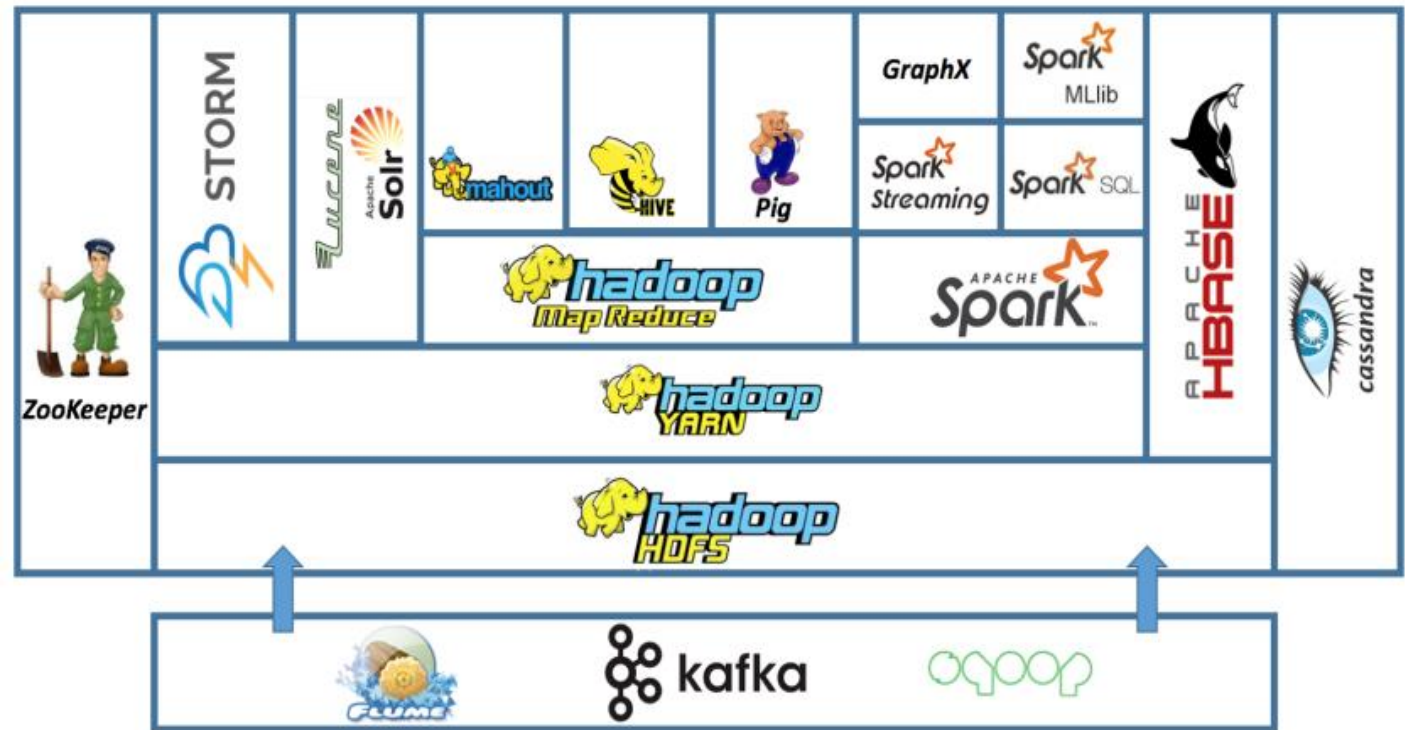 ZooKeeper
STORM
Lucene
Apache
Solr
mahout
HIVE
Pig
GraphX
Spark
MLlib
Spark
Streaming
Spark SQL
hadoop
Map Reduce
APACHE
Spark™
APACHE
HBASE
cassandra
hadoop
YARN
hadoop
HDFS
FLUME
kafka
sqoop